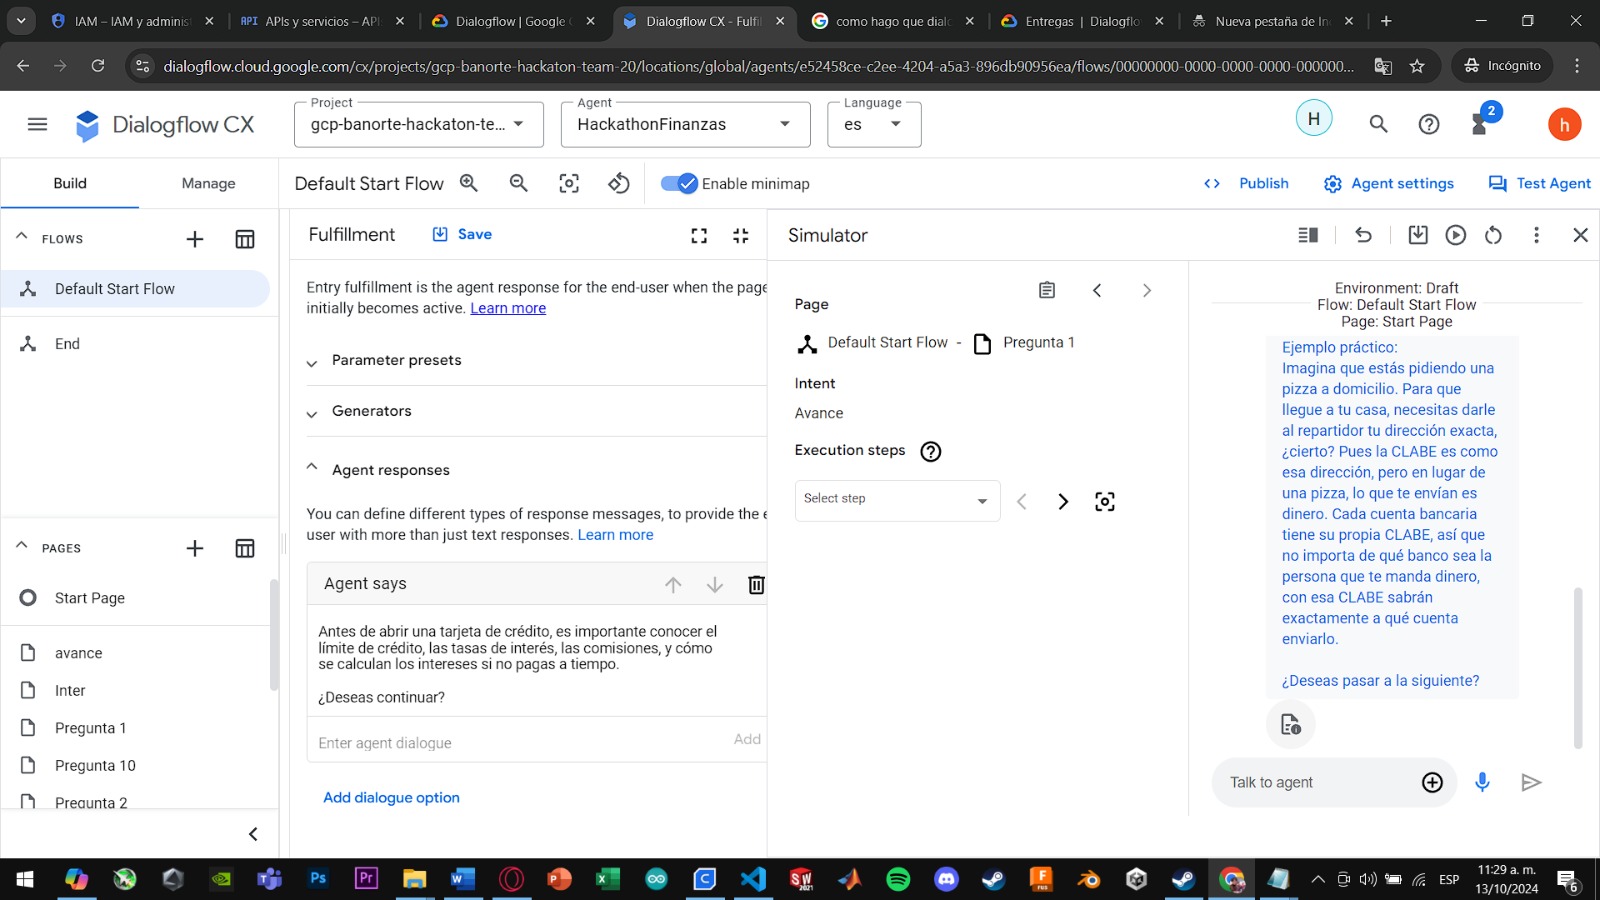 IAM – IAM y administ
API APIs y servicios – API
Dialogflow | Google C
Dialogflow CX - Fulfil
como hago que dialo
Entregas | Dialogflo
Nueva pestaña de In
dialogflow.cloud.google.com/cx/projects/gcp-banorte-hackaton-team-20/locations/global/agents/e52458ce-c2ee-4204-a5a3-896db90956ea/flows/00000000-0000-0000-0000-000000...
Incógnito
Dialogflow CX
Project
gcp-banorte-hackaton-te...
Agent
HackathonFinanzas
Language
es
H
2
h
Build
Manage
Default Start Flow
Enable minimap
Publish
Agent settings
Test Agent
FLOWS
Default Start Flow
End
PAGES
Start Page
avance
Inter
Pregunta 1
Pregunta 10
Pregunta 2
Fulfillment
Save
Entry fulfillment is the agent response for the end-user when the page
initially becomes active. Learn more
Parameter presets
Generators
Agent responses
You can define different types of response messages, to provide the e
user with more than just text responses. Learn more
Agent says
Antes de abrir una tarjeta de crédito, es importante conocer el
límite de crédito, las tasas de interés, las comisiones, y cómo
se calculan los intereses si no pagas a tiempo.
¿Deseas continuar?
Enter agent dialogue
Add
Add dialogue option
Simulator
Page
Default Start Flow - Pregunta 1
Intent
Avance
Execution steps
Select step
Environment: Draft
Flow: Default Start Flow
Page: Start Page
Ejemplo práctico:
Imagina que estás pidiendo una
pizza a domicilio. Para que
llegue a tu casa, necesitas darle
al repartidor tu dirección exacta,
¿cierto? Pues la CLABE es como
esa dirección, pero en lugar de
una pizza, lo que te envían es
dinero. Cada cuenta bancaria
tiene su propia CLABE, así que
no importa de qué banco sea la
persona que te manda dinero,
con esa CLABE sabrán
exactamente a qué cuenta
enviarlo.
¿Deseas pasar a la siguiente?
Talk to agent
Ps
Pr
SW
2021
F
FUS
ESP
11:29 a. m.
13/10/2024
6